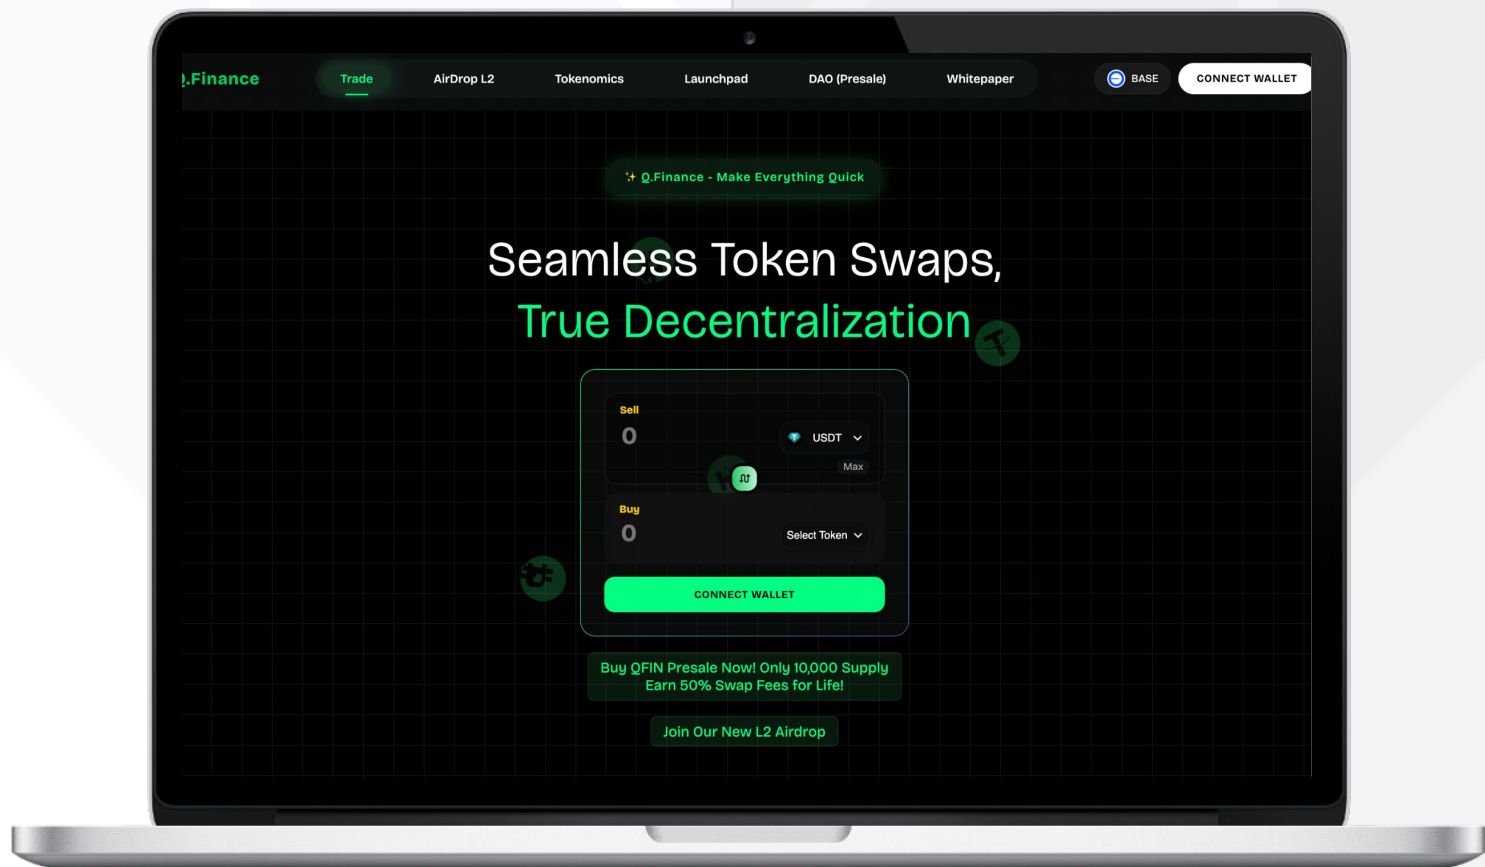 .Finance
Trade
AirDrop L2
Tokenomics
Launchpad
DAO (Presale)
Whitepaper
BASE
CONNECT WALLET
Q.Finance - Make Everything Quick
Seamless Token Swaps,
True Decentralization
Sell
0
USDT
Max
Buy
0
Select Token
CONNECT WALLET
Buy QFIN Presale Now! Only 10,000 Supply
Earn 50% Swap Fees for Life!
Join Our New L2 Airdrop